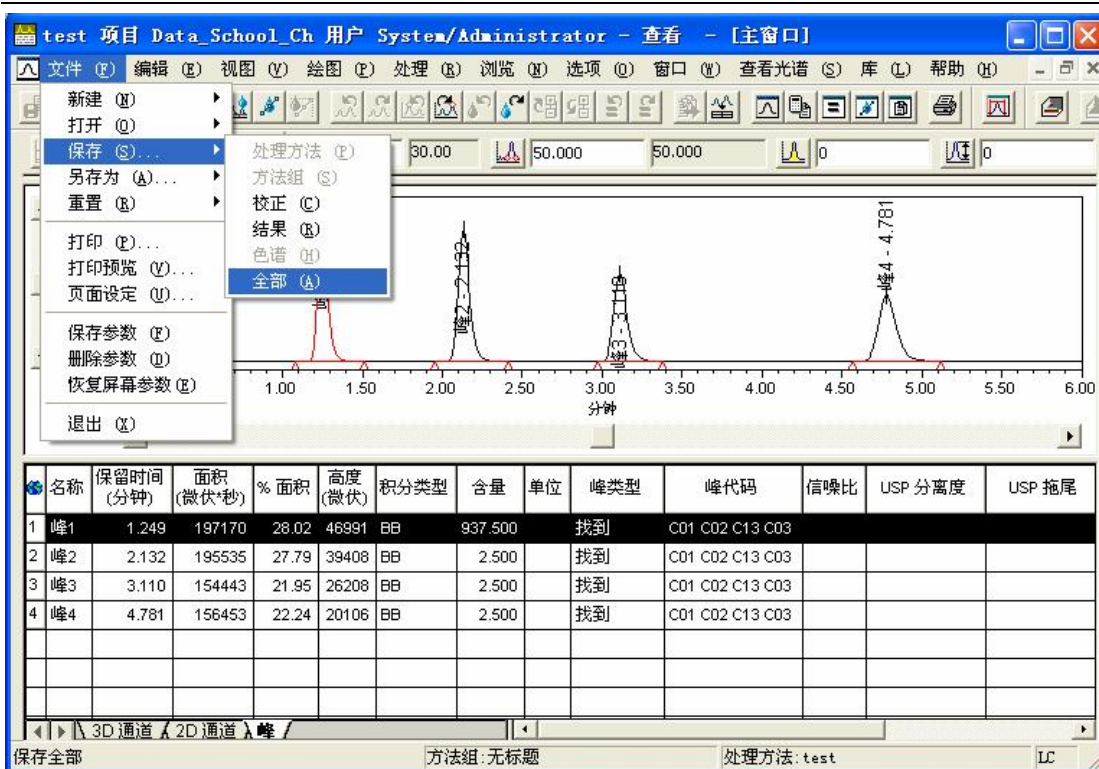 test 项目 Data_School_Ch 用户 System/Administrator - 查看 - [主窗口]
文件 (F) 编辑 (E) 视图 (V) 绘图 (P) 处理 (R) 浏览 (N) 选项 (O) 窗口 (W) 查看光谱 (S) 库 (L) 帮助 (H)
新建 (N)
打开 (O)
保存 (S)...
另存为 (A)...
重置 (R)
打印 (P)...
打印预览 (V)...
页面设定 (U)...
保存参数 (F)
删除参数 (D)
恢复屏幕参数 (E)
退出 (X)
处理方法 (P)
方法组 (S)
校正 (C)
结果 (R)
色谱 (H)
全部 (A)
30.00 50.000 50.000 0 0
峰2 - 2.132
峰3 - 3.110
峰4 - 4.781
1.00 1.50 2.00 2.50 3.00 3.50 4.00 4.50 5.00 5.50 6.00
分钟
名称 保留时间 (分钟) 面积 (微伏*秒) % 面积 高度 (微伏) 积分类型 含量 单位 峰类型 峰代码 信噪比 USP 分离度 USP 拖尾
1 峰1 1.249 197170 28.02 46991 BB 937.500 找到 C01 C02 C13 C03
2 峰2 2.132 195535 27.79 39408 BB 2.500 找到 C01 C02 C13 C03
3 峰3 3.110 154443 21.95 26208 BB 2.500 找到 C01 C02 C13 C03
4 峰4 4.781 156453 22.24 20106 BB 2.500 找到 C01 C02 C13 C03
3D 通道 2D 通道 峰
保存全部 方法组:无标题 处理方法:test LC